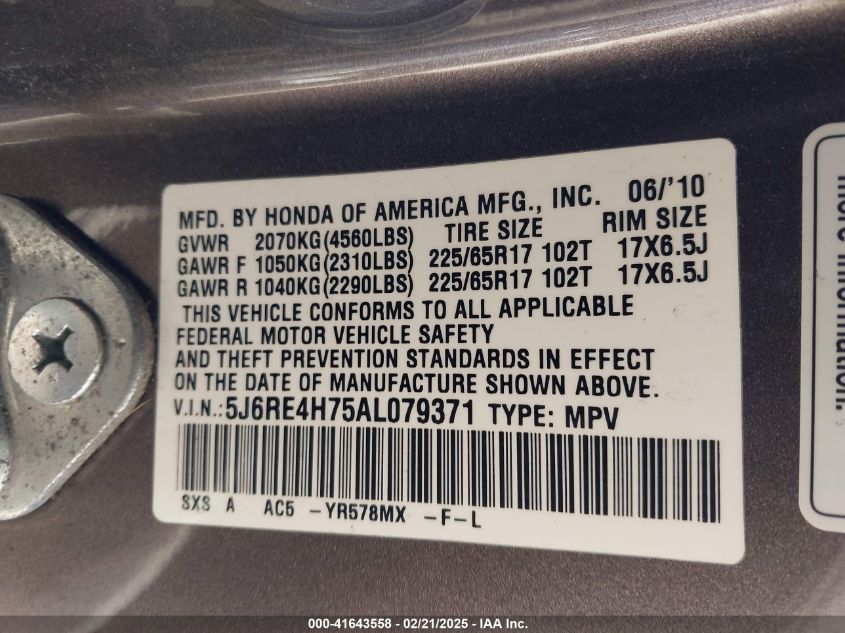 MFD. BY HONDA OF AMERICA MFG., INC. 06/'10
GVWR 2070KG(4560LBS) TIRE SIZE RIM SIZE
GAWR F 1050KG(2310LBS) 225/65R17 102T 17X6.5J
GAWR R 1040KG(2290LBS) 225/65R17 102T 17X6.5J
THIS VEHICLE CONFORMS TO ALL APPLICABLE
FEDERAL MOTOR VEHICLE SAFETY
AND THEFT PREVENTION STANDARDS IN EFFECT
ON THE DATE OF MANUFACTURE SHOWN ABOVE.
V.I.N.:5J6RE4H75AL079371 TYPE: MPV
SXS A AC5 -YR578MX -F-L
more information.
000-41643558 - 02/21/2025 - IAA Inc.